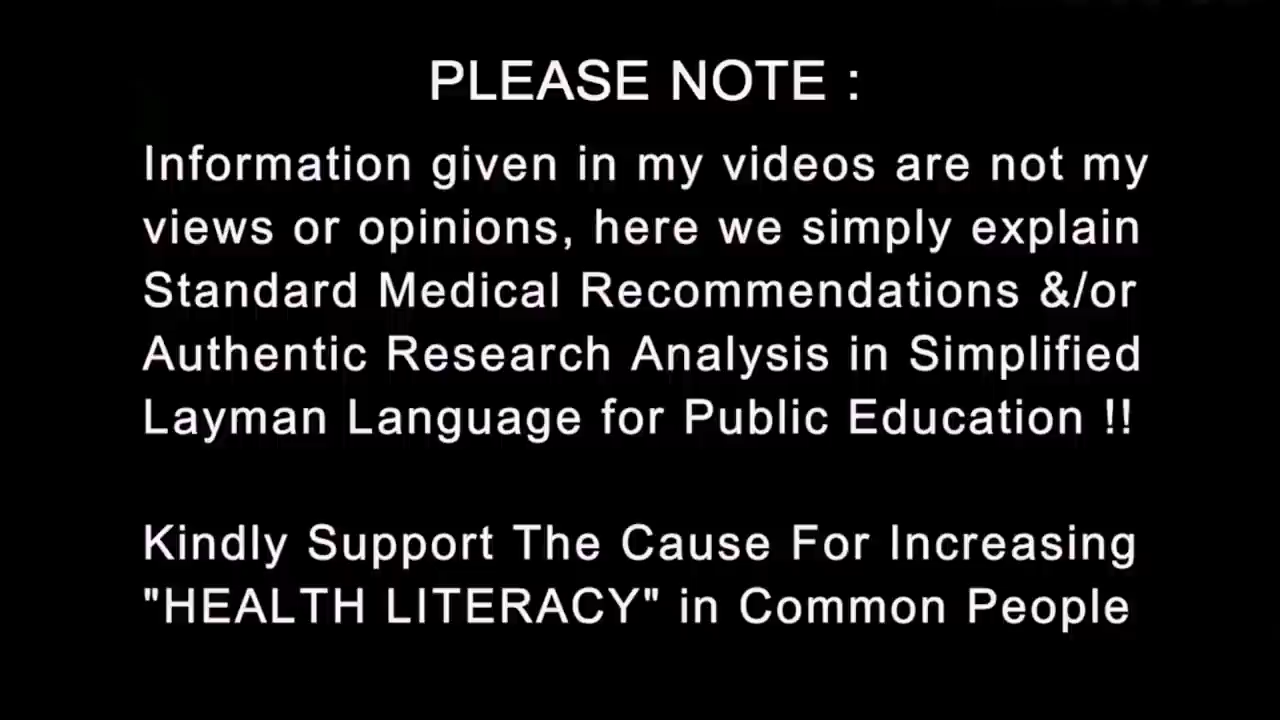 PLEASE NOTE :
Information given in my videos are not my
views or opinions, here we simply explain
Standard Medical Recommendations &/or
Authentic Research Analysis in Simplified
Layman Language for Public Education !!
Kindly Support The Cause For Increasing
"HEALTH LITERACY" in Common People